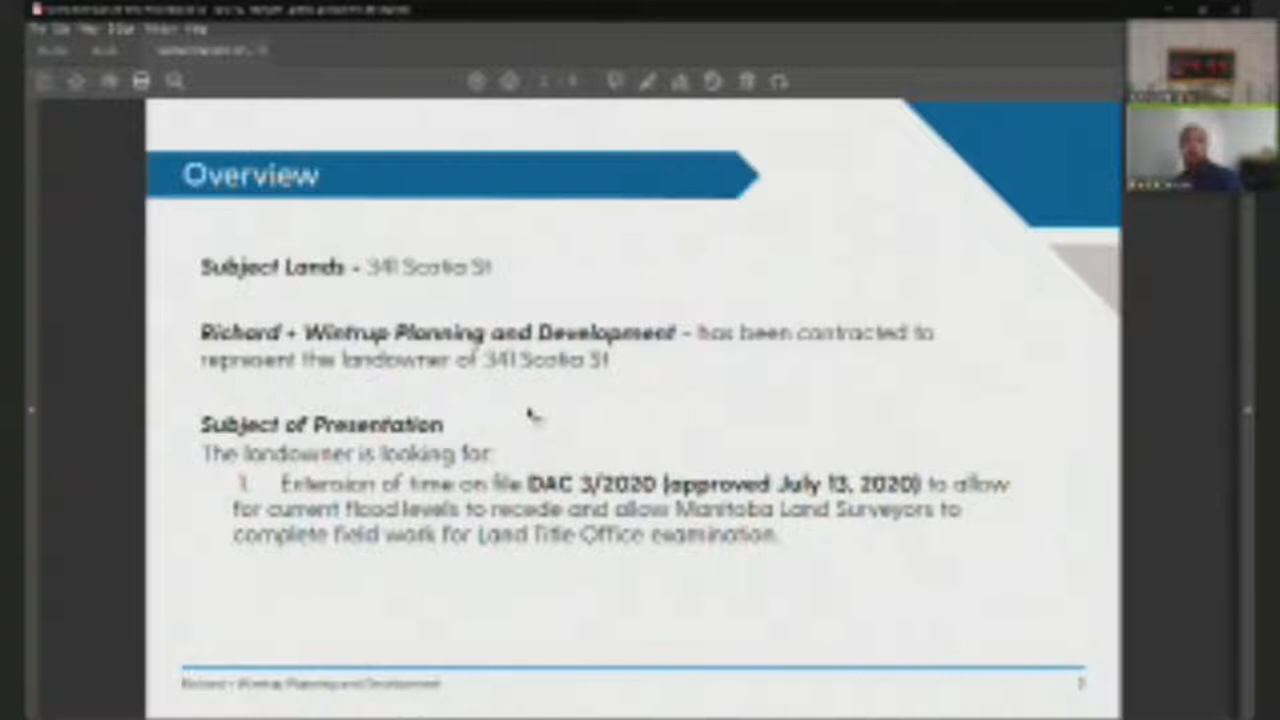 Overview
Subject Lands - 341 Scotia St
Richard + Wintrup Planning and Development - has been contracted to
represent the landowner of 341 Scotia St
Subject of Presentation
The landowner is looking for:
1. Extension of time on file DAC 3/2020 (approved July 13, 2020) to allow
for current flood levels to recede and allow Manitoba Land Surveyors to
complete field work for Land Title Office examination.
Richard + Wintrup Planning and Development